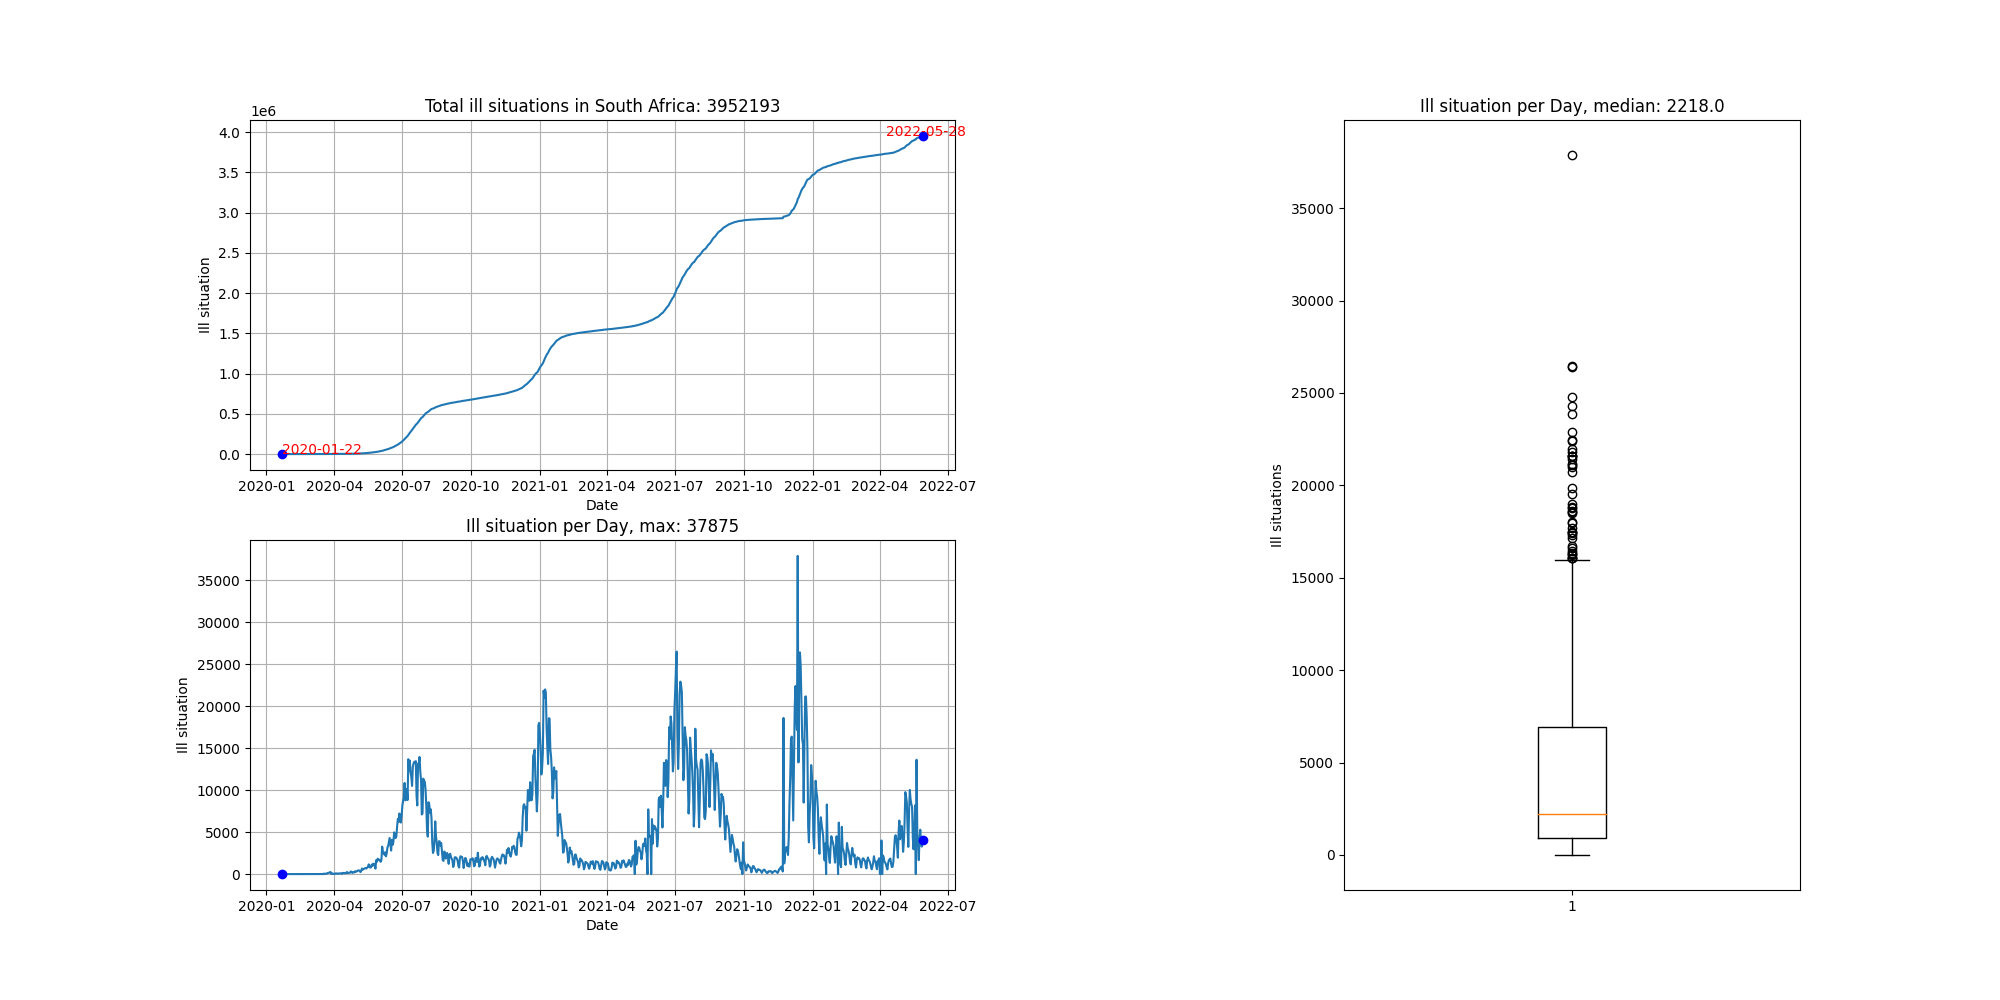 Total ill situations in South Africa: 3952193
1e6
4.0
3.5
3.0
2.5
2.0
1.5
1.0
0.5
0.0
Ill situation
2022-05-28
2020-01-22
2020-01 2020-04 2020-07 2020-10 2021-01 2021-04 2021-07 2021-10 2022-01 2022-04 2022-07
Date
Ill situation per Day, max: 37875
35000
30000
25000
20000
15000
10000
5000
0
Ill situation
2020-01 2020-04 2020-07 2020-10 2021-01 2021-04 2021-07 2021-10 2022-01 2022-04 2022-07
Date
Ill situation per Day, median: 2218.0
35000
30000
25000
20000
15000
10000
5000
0
Ill situations
1